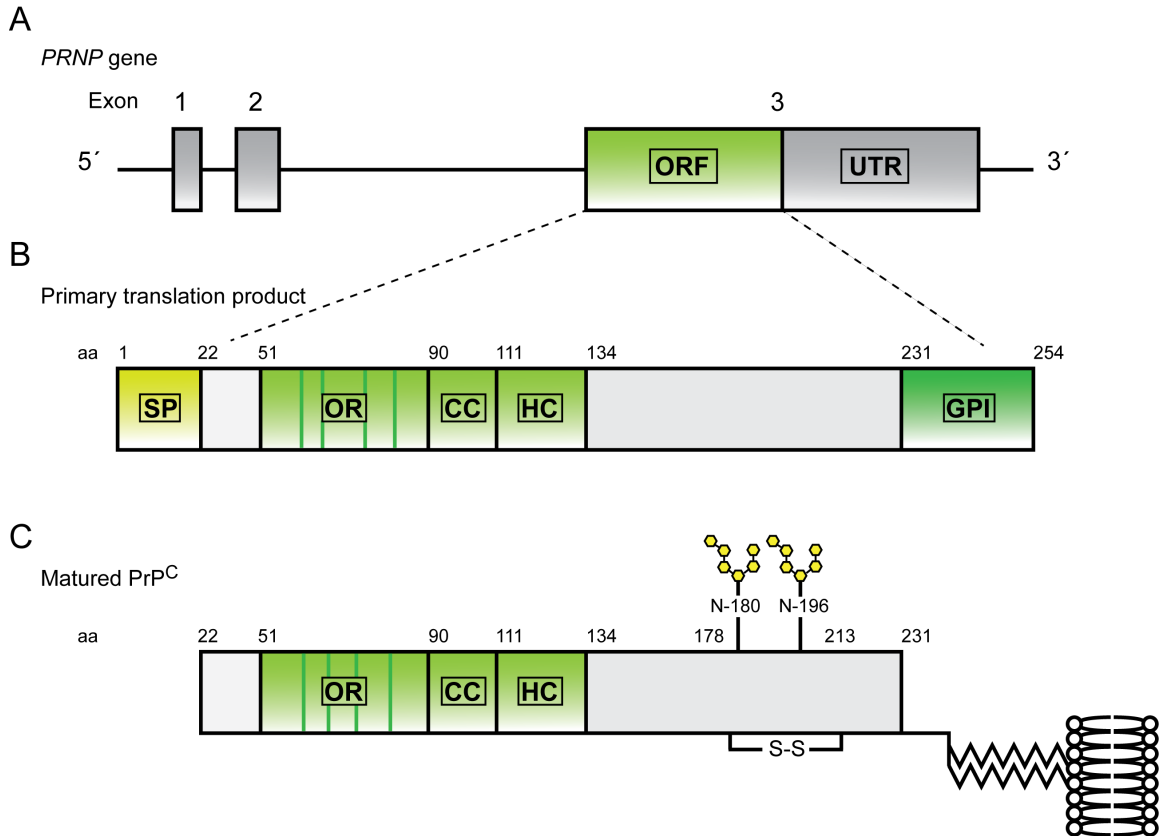 A
PRNP gene
Exon 1 2 3
5´ ORF UTR 3´
B
Primary translation product
aa 1 22 51 90 111 134 231 254
SP OR CC HC GPI
C
Matured PrPC
N-180 N-196
aa 22 51 90 111 134 178 213 231
OR CC HC
S-S